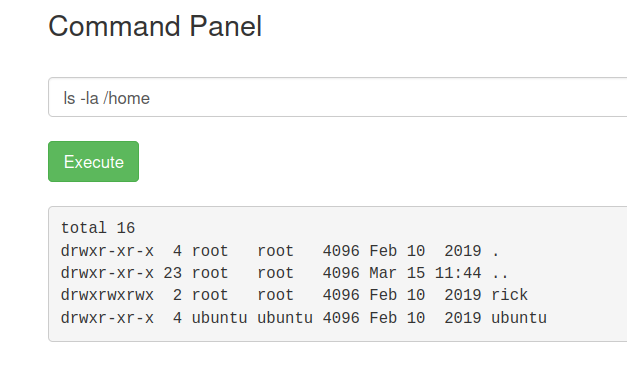 Command Panel
ls -la /home
Execute
total 16
drwxr-xr-x  4 root   root   4096 Feb 10  2019 .
drwxr-xr-x 23 root   root   4096 Mar 15 11:44 ..
drwxrwxrwx  2 root   root   4096 Feb 10  2019 rick
drwxr-xr-x  4 ubuntu ubuntu 4096 Feb 10  2019 ubuntu